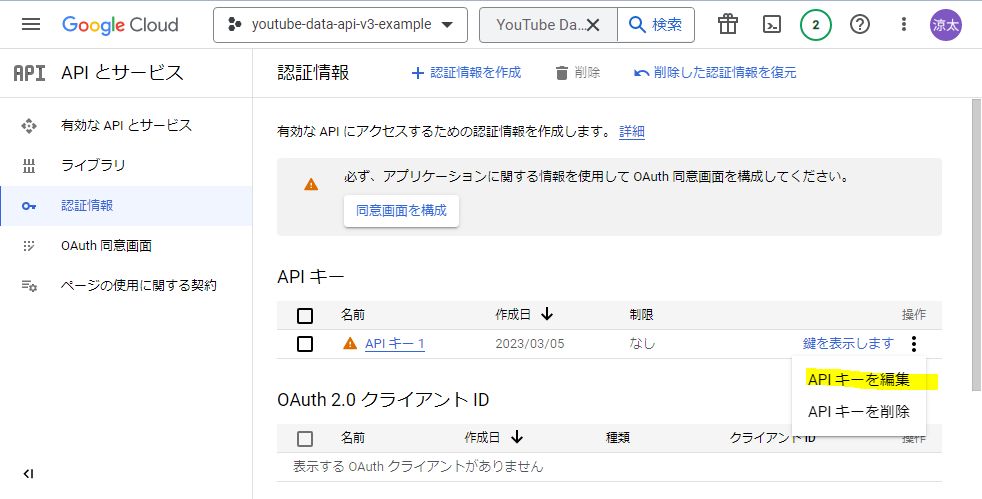 Google Cloud
youtube-data-api-v3-example
YouTube Da...
検索
2
涼太
API API とサービス
有効な API とサービス
ライブラリ
認証情報
OAuth 同意画面
ページの使用に関する契約
認証情報
認証情報を作成
削除
削除した認証情報を復元
有効な API にアクセスするための認証情報を作成します。 詳細
必ず、アプリケーションに関する情報を使用して OAuth 同意画面を構成してください。
同意画面を構成
API キー
名前 作成日 制限 操作
API キー 1 2023/03/05 なし 鍵を表示します
API キーを編集
API キーを削除
OAuth 2.0 クライアント ID
名前 作成日 種類 クライアント ID 操作
表示する OAuth クライアントがありません